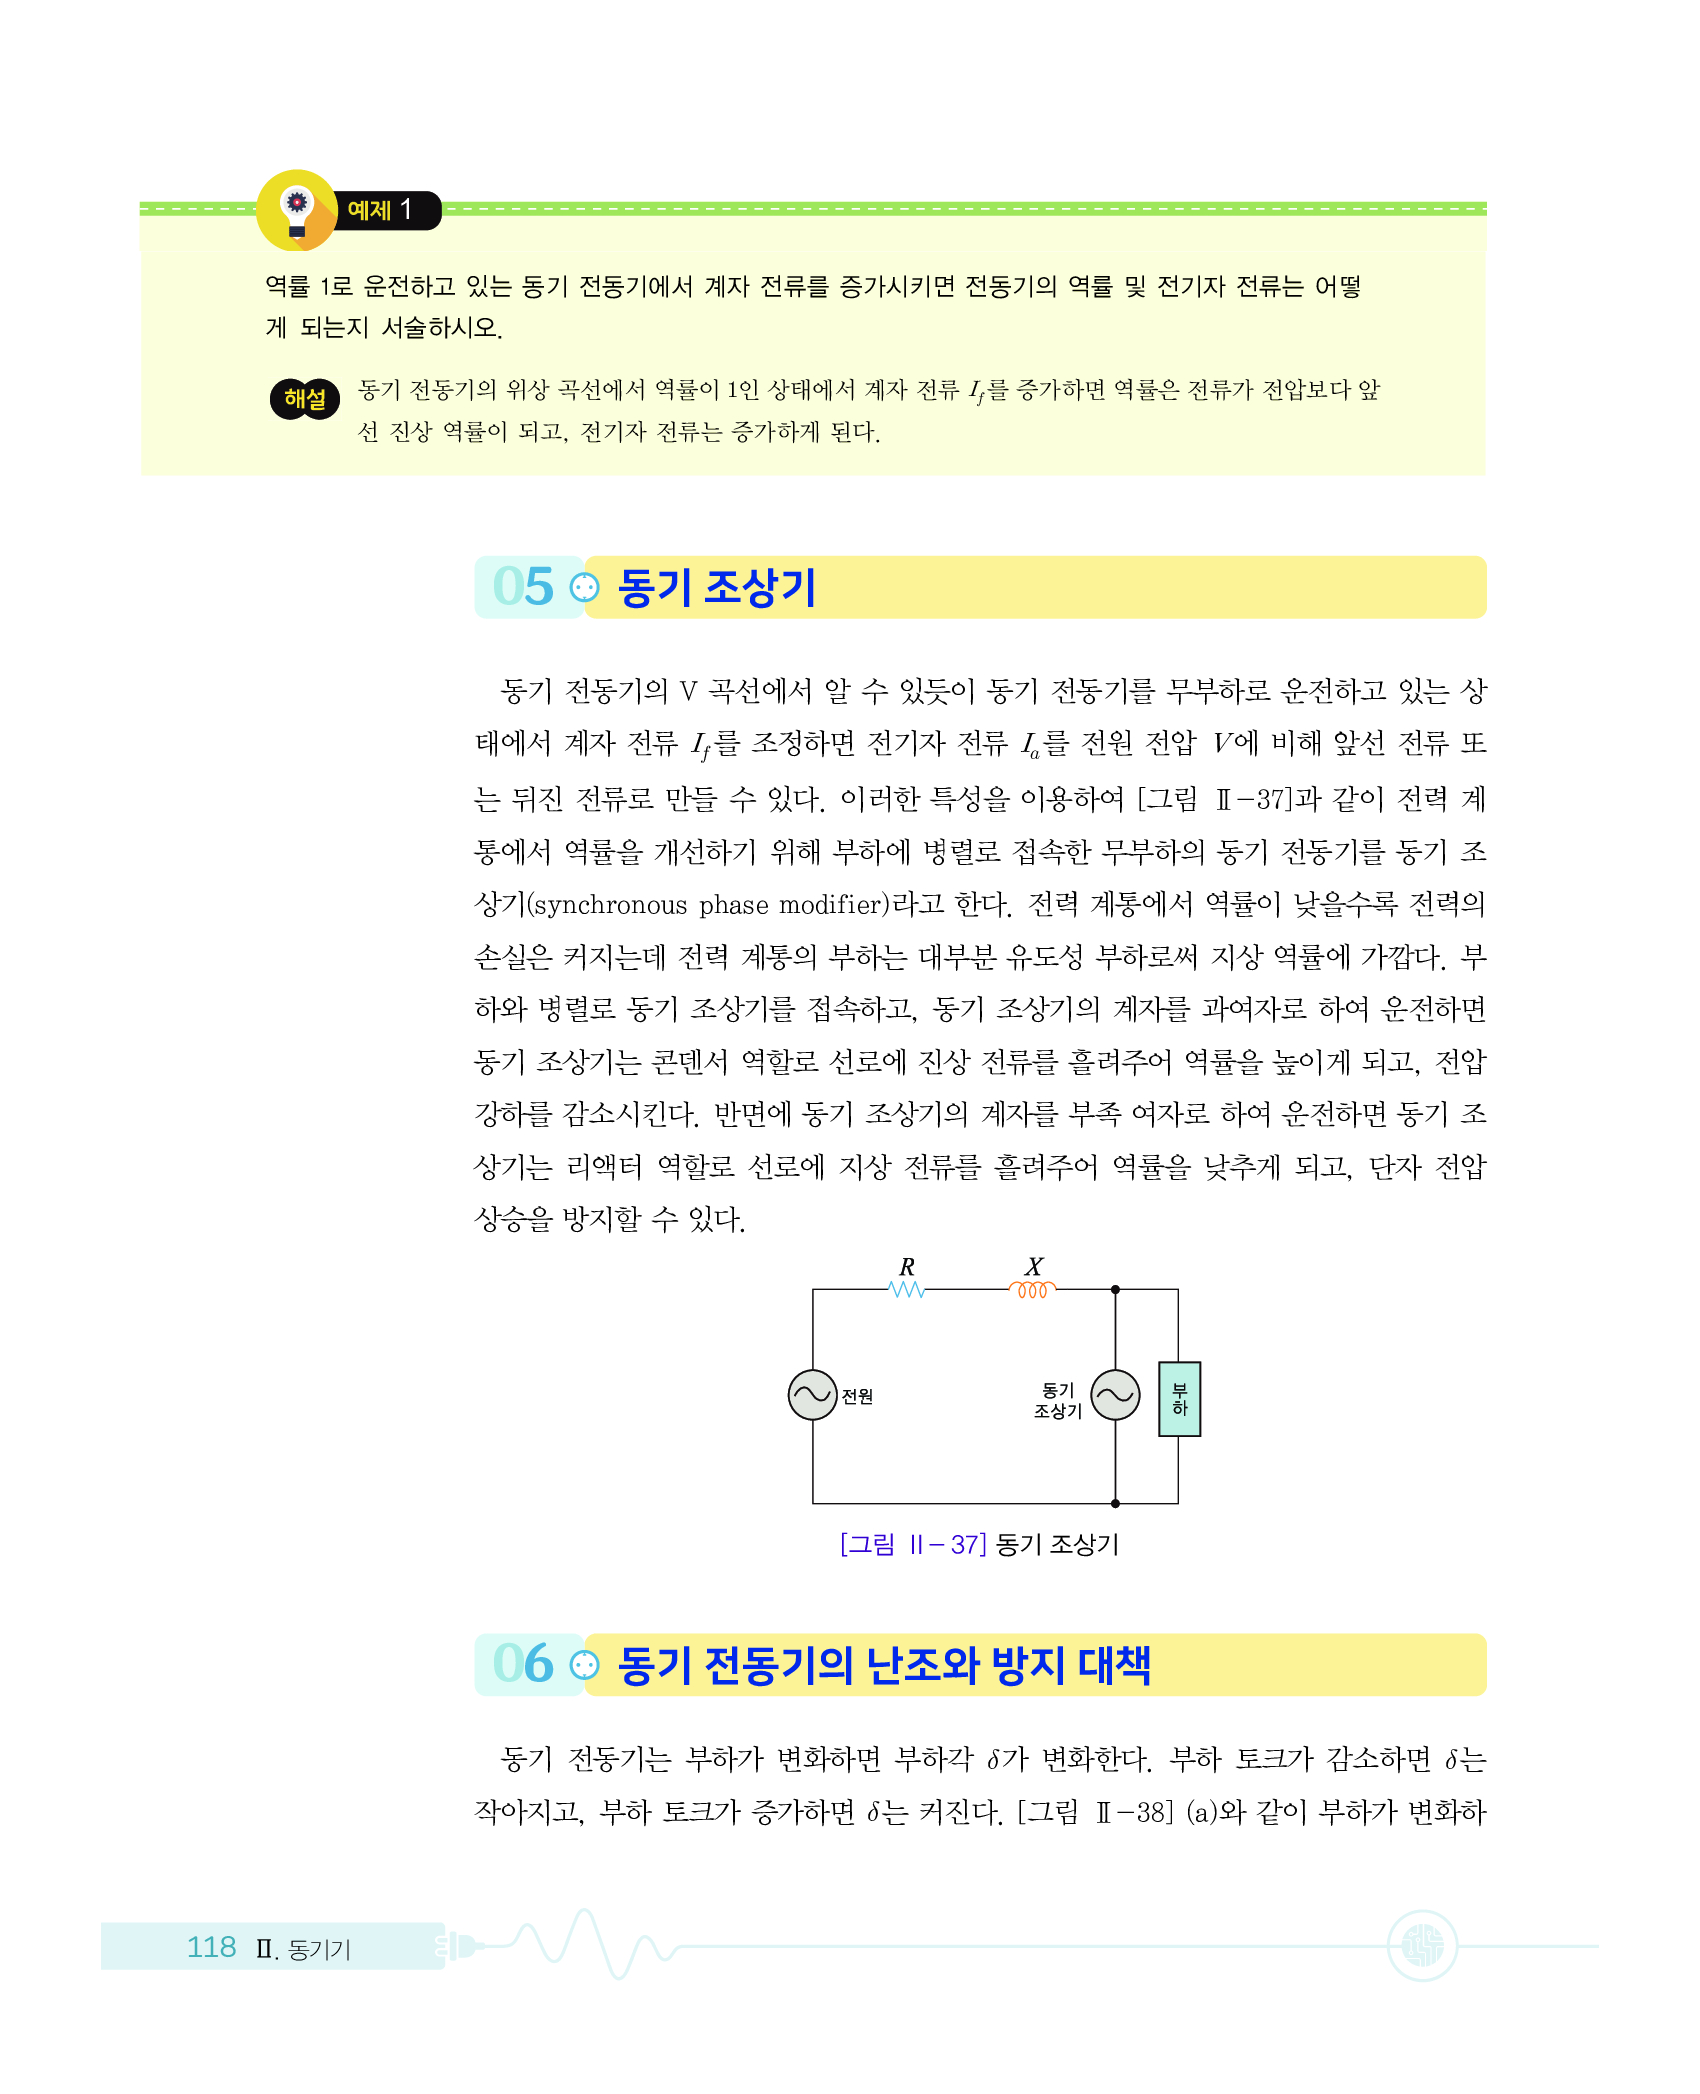 예제 1
역률 1로 운전하고 있는 동기 전동기에서 계자 전류를 증가시키면 전동기의 역률 및 전기자 전류는 어떻
게 되는지 서술하시오.
해설
동기 전동기의 위상 곡선에서 역률이 1인 상태에서 계자 전류 I_f를 증가하면 역률은 전류가 전압보다 앞
선 진상 역률이 되고, 전기자 전류는 증가하게 된다.
05 동기 조상기
동기 전동기의 V 곡선에서 알 수 있듯이 동기 전동기를 무부하로 운전하고 있는 상
태에서 계자 전류 I_f를 조정하면 전기자 전류 I_a를 전원 전압 V에 비해 앞선 전류 또
는 뒤진 전류로 만들 수 있다. 이러한 특성을 이용하여 [그림 Ⅱ-37]과 같이 전력 계
통에서 역률을 개선하기 위해 부하에 병렬로 접속한 무부하의 동기 전동기를 동기 조
상기(synchronous phase modifier)라고 한다. 전력 계통에서 역률이 낮을수록 전력의
손실은 커지는데 전력 계통의 부하는 대부분 유도성 부하로써 지상 역률에 가깝다. 부
하와 병렬로 동기 조상기를 접속하고, 동기 조상기의 계자를 과여자로 하여 운전하면
동기 조상기는 콘덴서 역할로 선로에 진상 전류를 흘려주어 역률을 높이게 되고, 전압
강하를 감소시킨다. 반면에 동기 조상기의 계자를 부족 여자로 하여 운전하면 동기 조
상기는 리액터 역할로 선로에 지상 전류를 흘려주어 역률을 낮추게 되고, 단자 전압
상승을 방지할 수 있다.
R X
전원
동기
조상기
부
하
[그림 Ⅱ-37] 동기 조상기
06 동기 전동기의 난조와 방지 대책
동기 전동기는 부하가 변화하면 부하각 δ가 변화한다. 부하 토크가 감소하면 δ는
작아지고, 부하 토크가 증가하면 δ는 커진다. [그림 Ⅱ-38] (a)와 같이 부하가 변화하
118 Ⅱ. 동기기